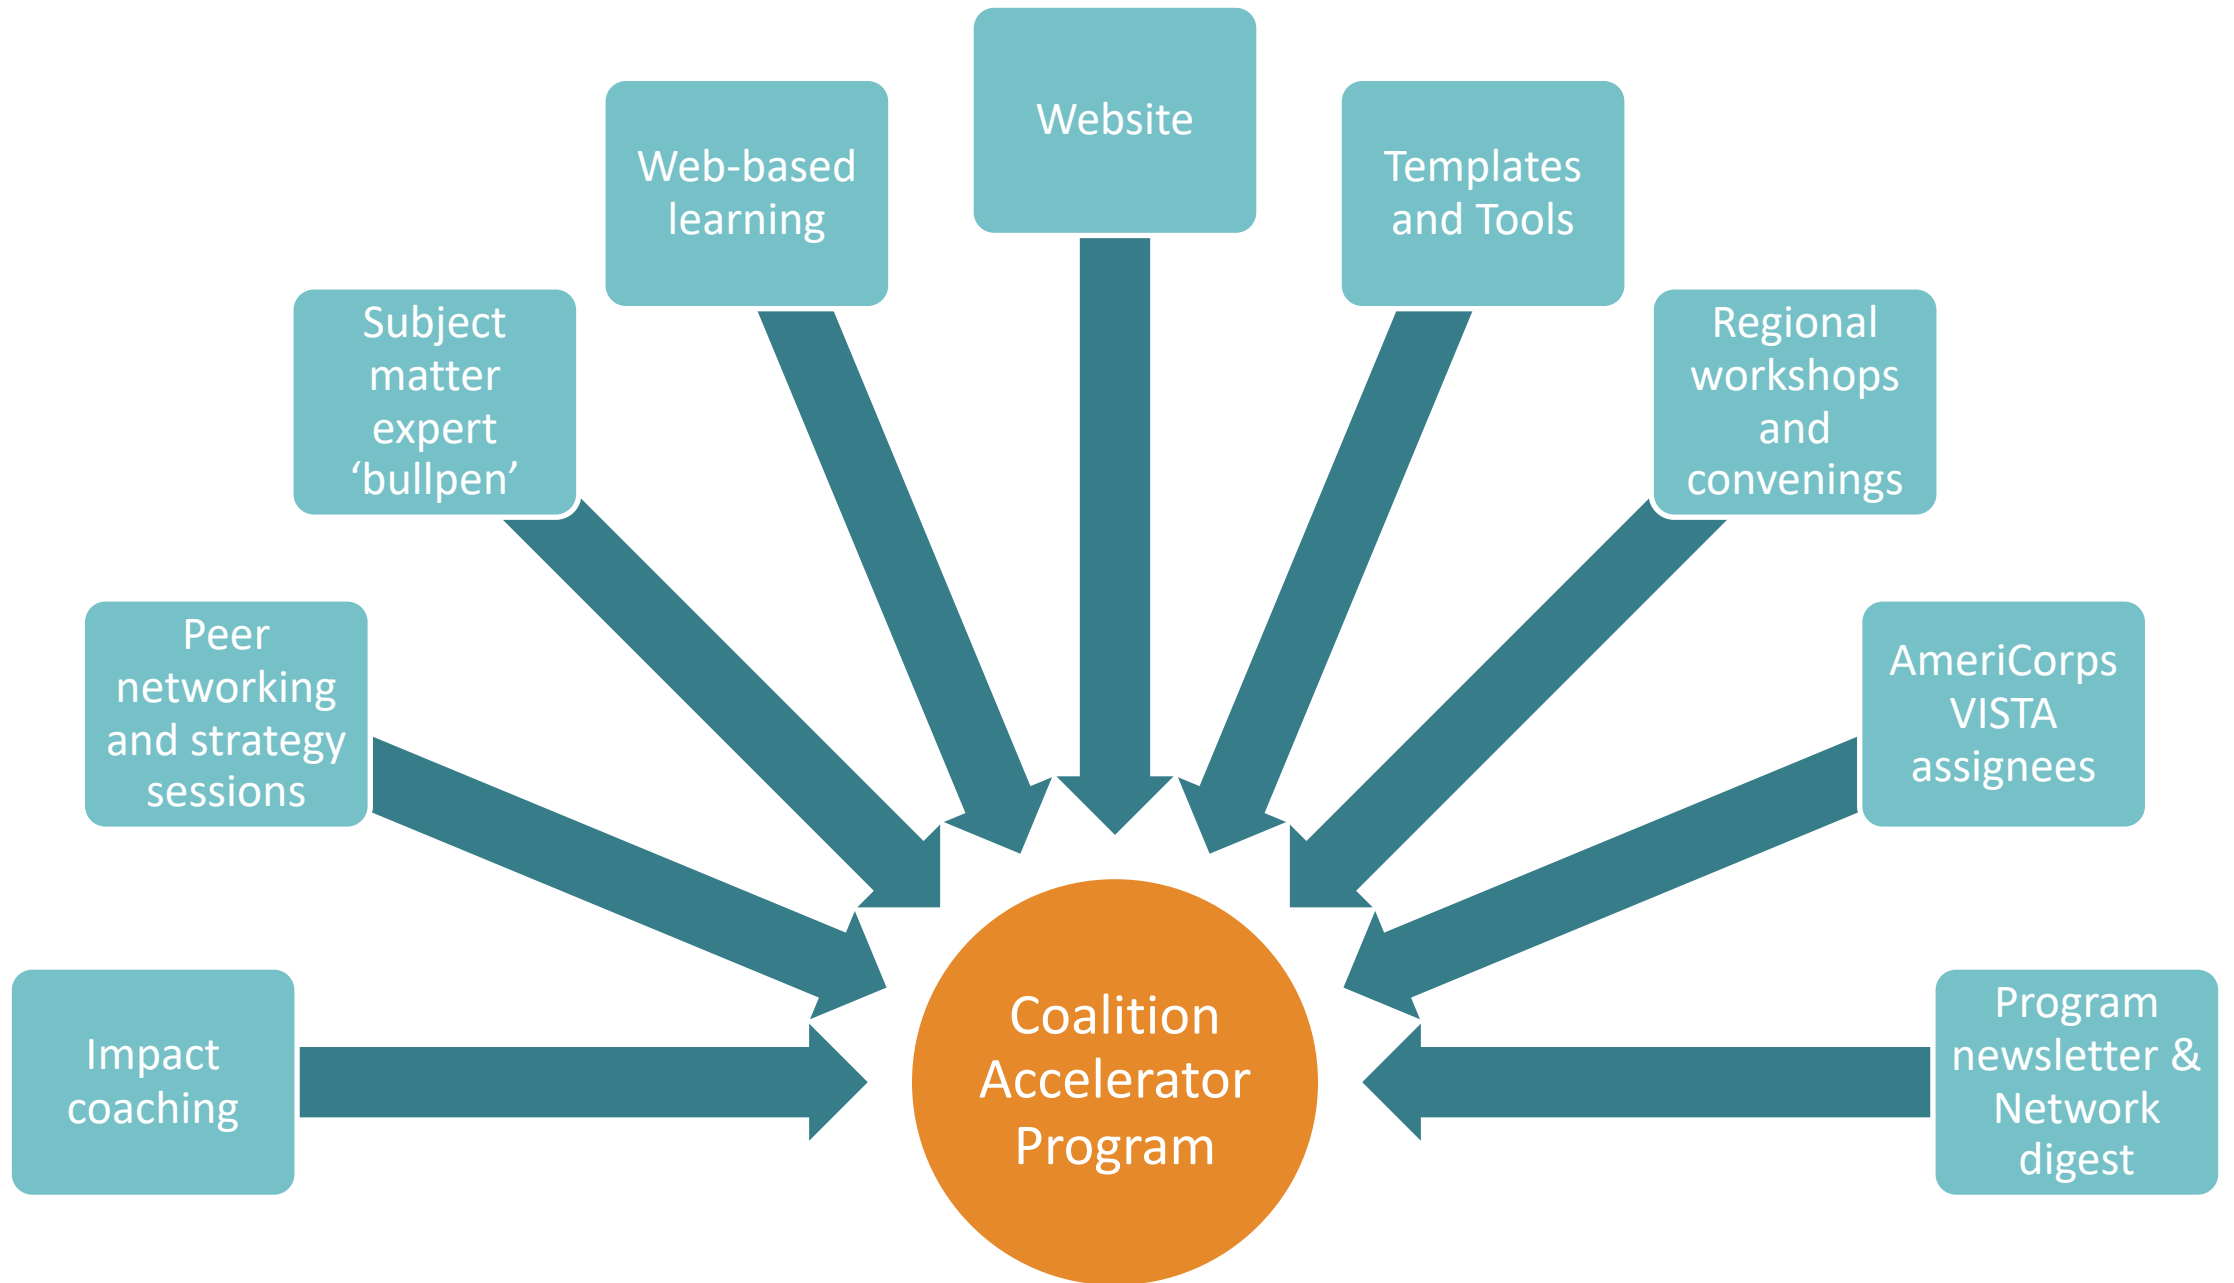 Website
Web-based
learning
Templates
and Tools
Subject
matter
expert
‘bullpen’
Regional
workshops
and
convenings
Peer
networking
and strategy
sessions
AmeriCorps
VISTA
assignees
Impact
coaching
Coalition
Accelerator
Program
Program
newsletter &
Network
digest